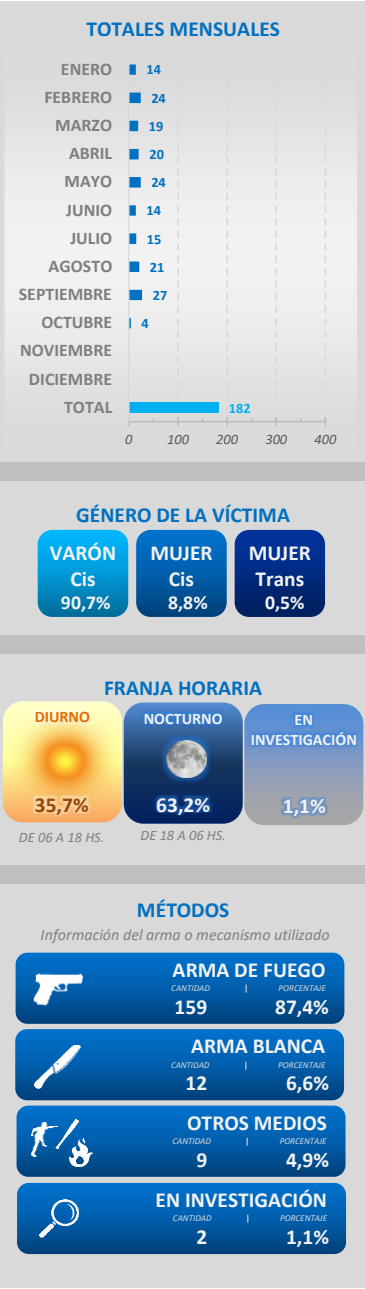 TOTALES MENSUALES
ENERO 14
FEBRERO 24
MARZO 19
ABRIL 20
MAYO 24
JUNIO 14
JULIO 15
AGOSTO 21
SEPTIEMBRE 27
OCTUBRE 4
NOVIEMBRE
DICIEMBRE
TOTAL 182
0 100 200 300 400
GÉNERO DE LA VÍCTIMA
VARÓN
Cis
90,7%
MUJER
Cis
8,8%
MUJER
Trans
0,5%
FRANJA HORARIA
DIURNO
35,7%
DE 06 A 18 HS.
NOCTURNO
63,2%
DE 18 A 06 HS.
EN
INVESTIGACIÓN
1,1%
MÉTODOS
Información del arma o mecanismo utilizado
ARMA DE FUEGO
CANTIDAD | PORCENTAJE
159 87,4%
ARMA BLANCA
CANTIDAD | PORCENTAJE
12 6,6%
OTROS MEDIOS
CANTIDAD | PORCENTAJE
9 4,9%
EN INVESTIGACIÓN
CANTIDAD | PORCENTAJE
2 1,1%